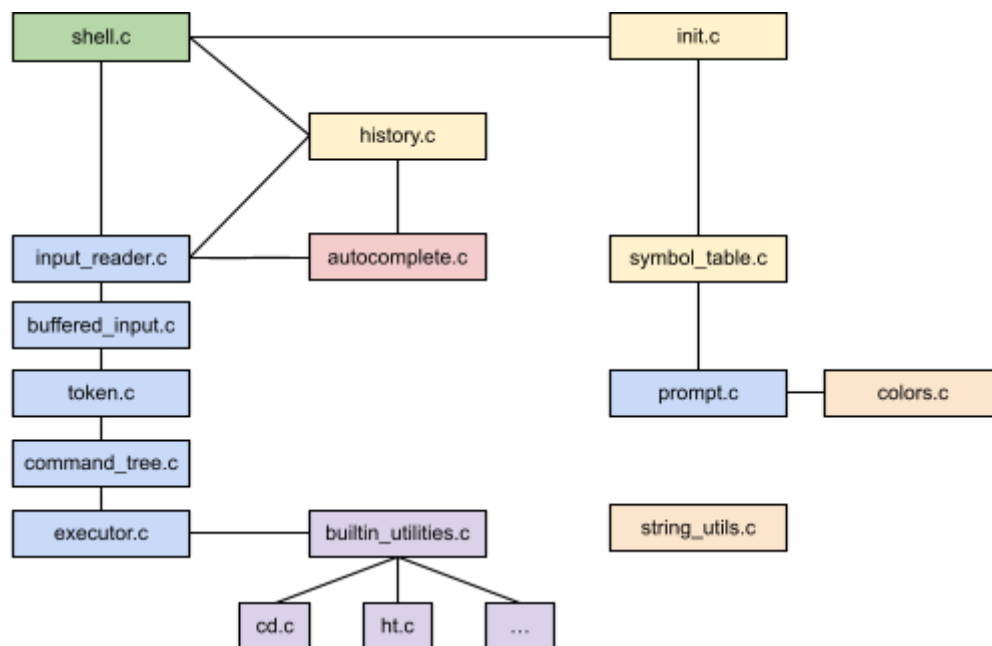 shell.c
init.c
history.c
input_reader.c
autocomplete.c
symbol_table.c
buffered_input.c
token.c
prompt.c
colors.c
command_tree.c
executor.c
builtin_utilities.c
string_utils.c
cd.c
ht.c
...